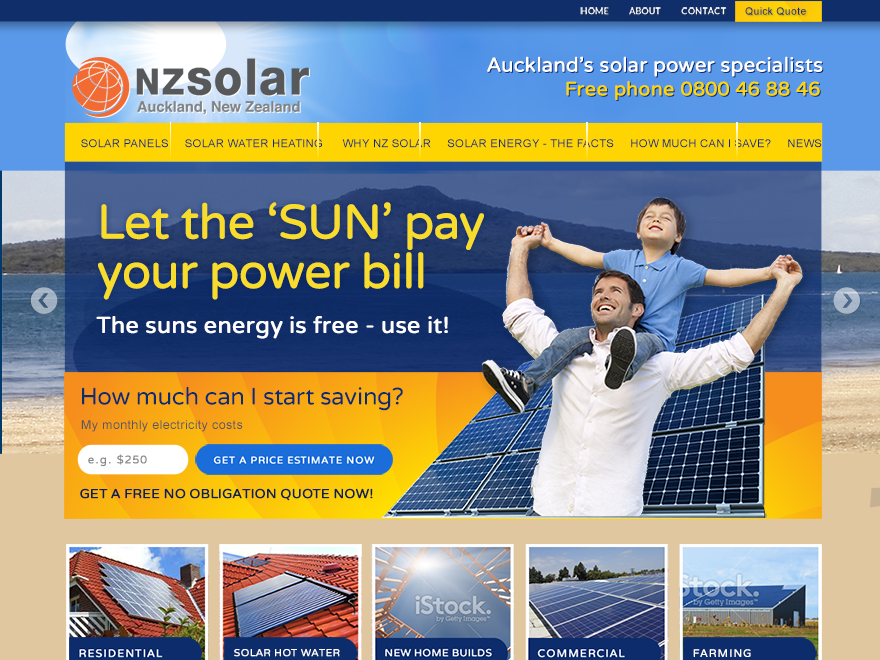 HOME ABOUT CONTACT Quick Quote
NZsolar
Auckland, New Zealand
Auckland's solar power specialists
Free phone 0800 46 88 46
SOLAR PANELS SOLAR WATER HEATING WHY NZ SOLAR SOLAR ENERGY - THE FACTS HOW MUCH CAN I SAVE? NEWS
Let the ‘SUN’ pay
your power bill
The suns energy is free - use it!
How much can I start saving?
My monthly electricity costs
e.g. $250 GET A PRICE ESTIMATE NOW
GET A FREE NO OBLIGATION QUOTE NOW!
iStock.
by Getty Images™
Stock.
by Getty Images™
RESIDENTIAL SOLAR HOT WATER NEW HOME BUILDS COMMERCIAL FARMING